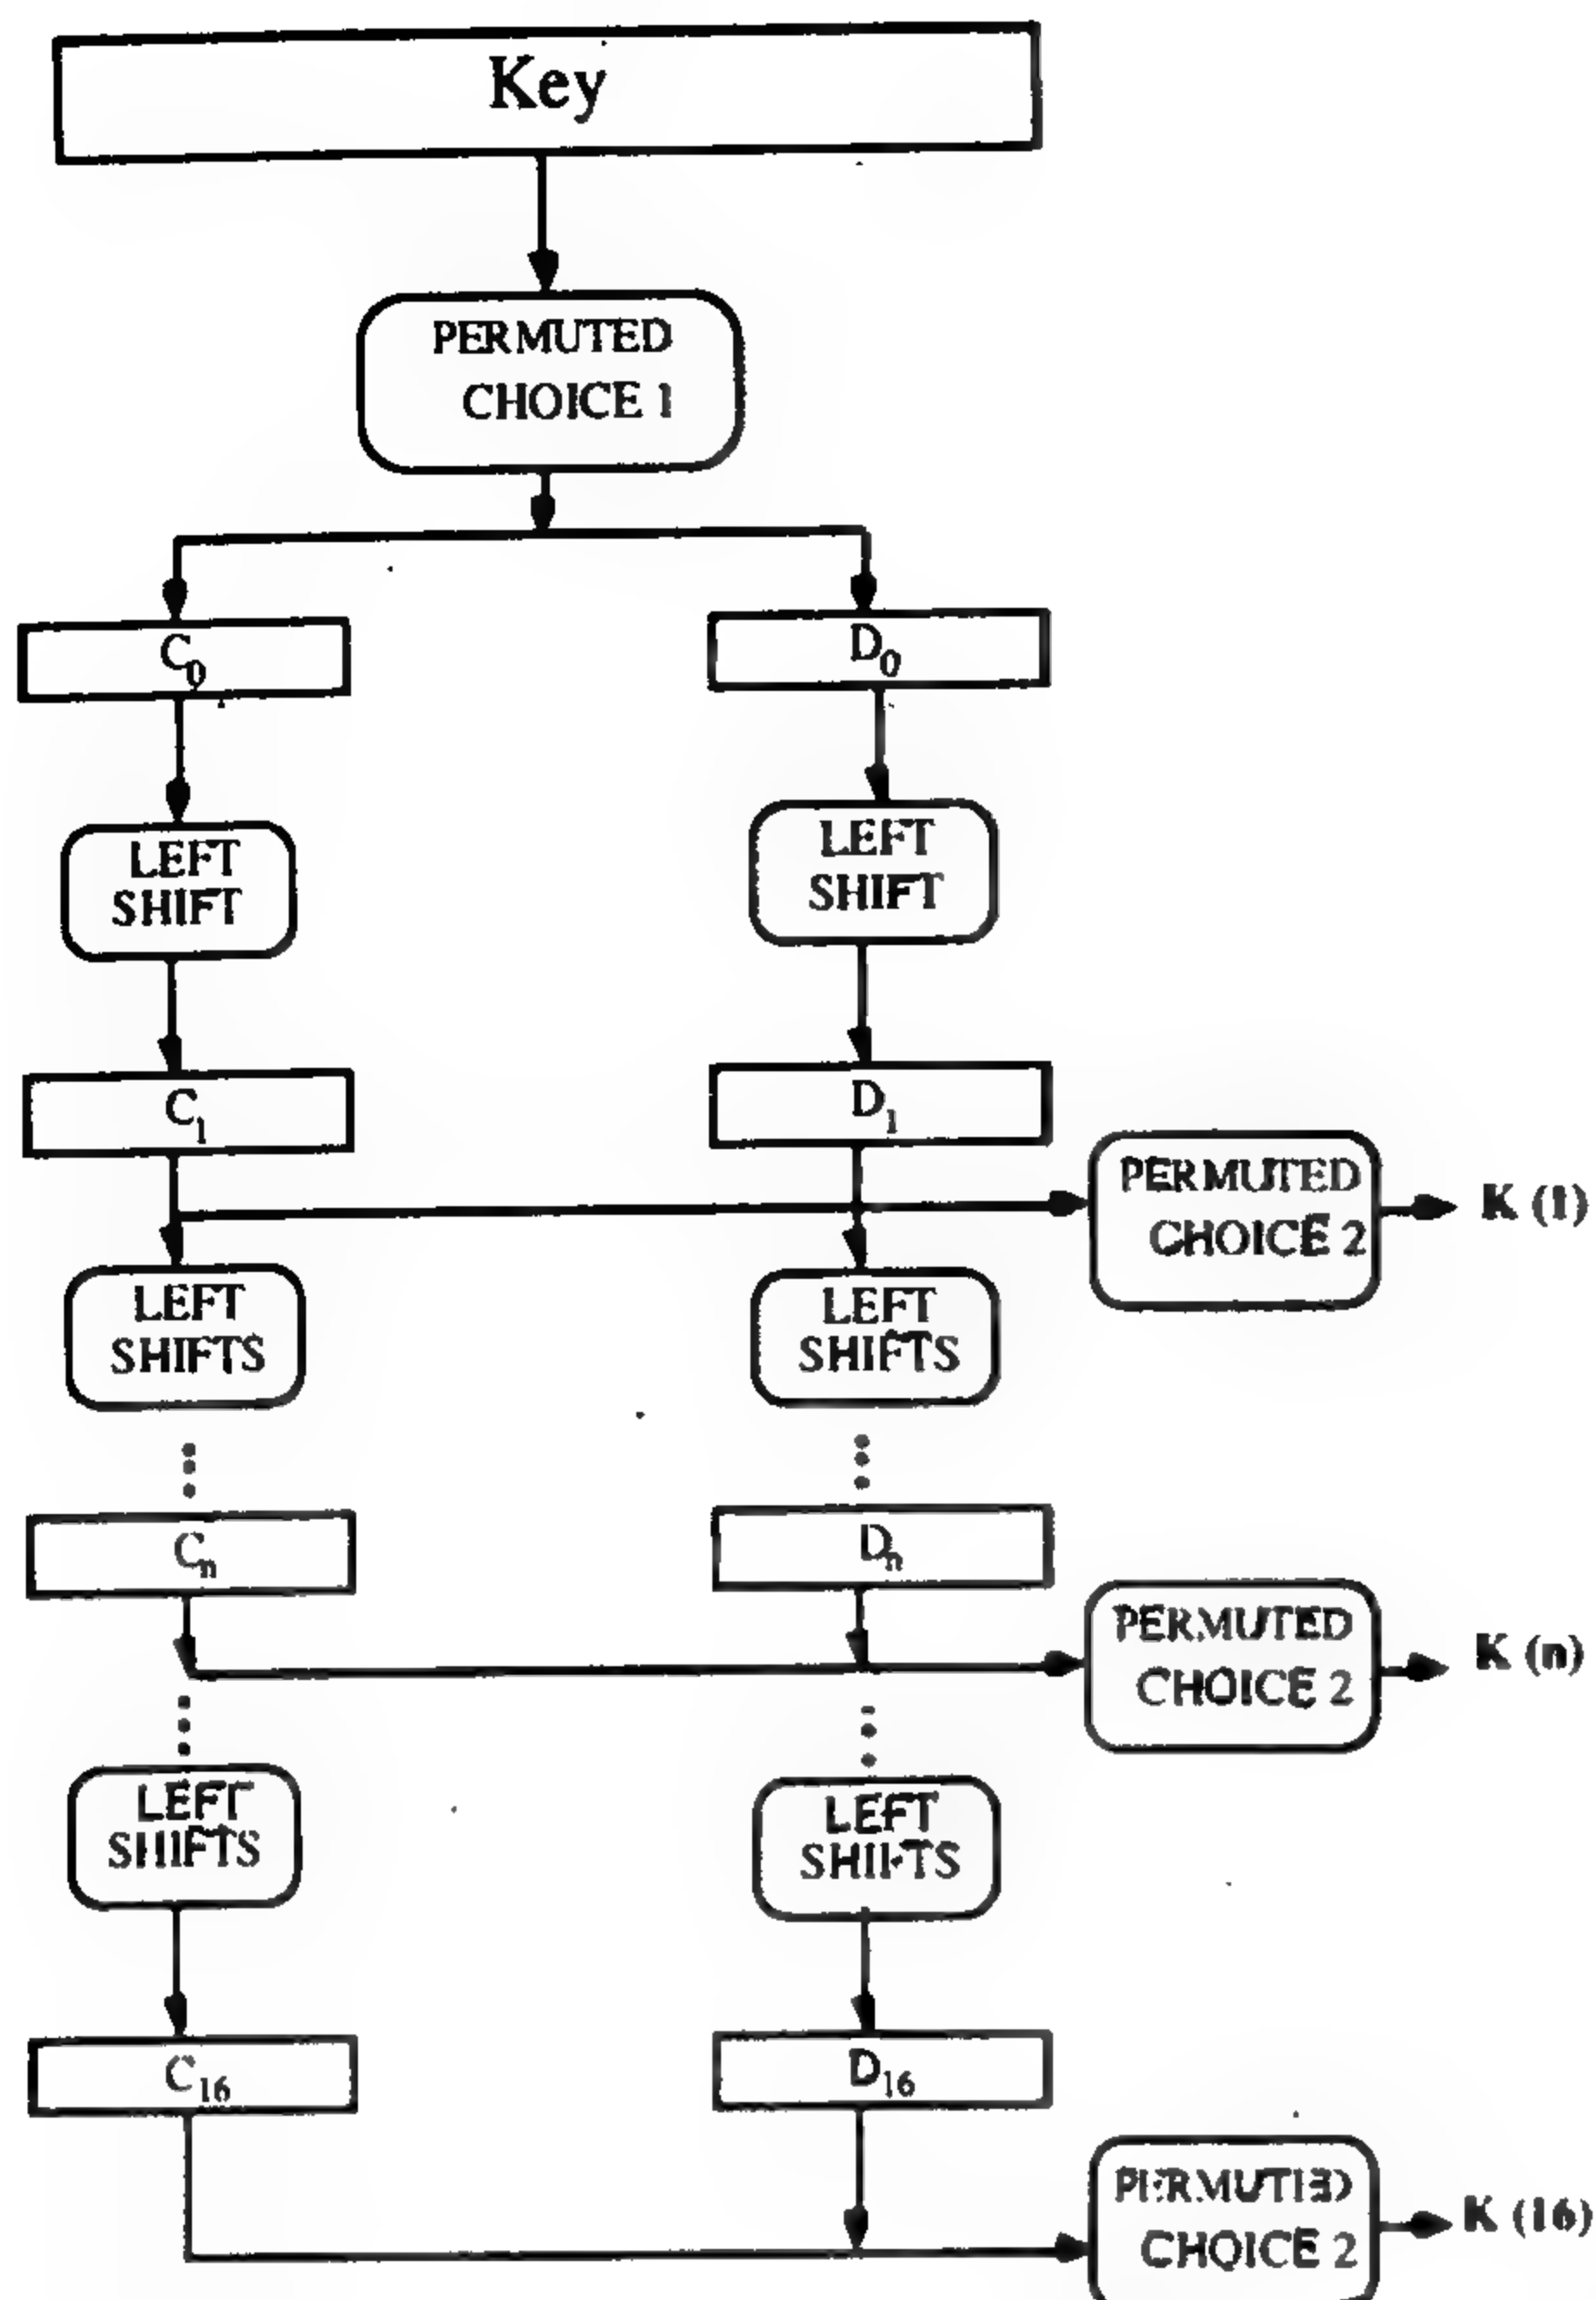 Key
PERMUTED
CHOICE 1
C0
D0
LEFT
SHIFT
LEFT
SHIFT
C1
D1
PERMUTED
CHOICE 2
K (1)
LEFT
SHIFTS
LEFT
SHIFTS
Cn
Dn
PERMUTED
CHOICE 2
K (n)
LEFT
SHIFTS
LEFT
SHIFTS
C16
D16
PERMUTED
CHOICE 2
K (16)